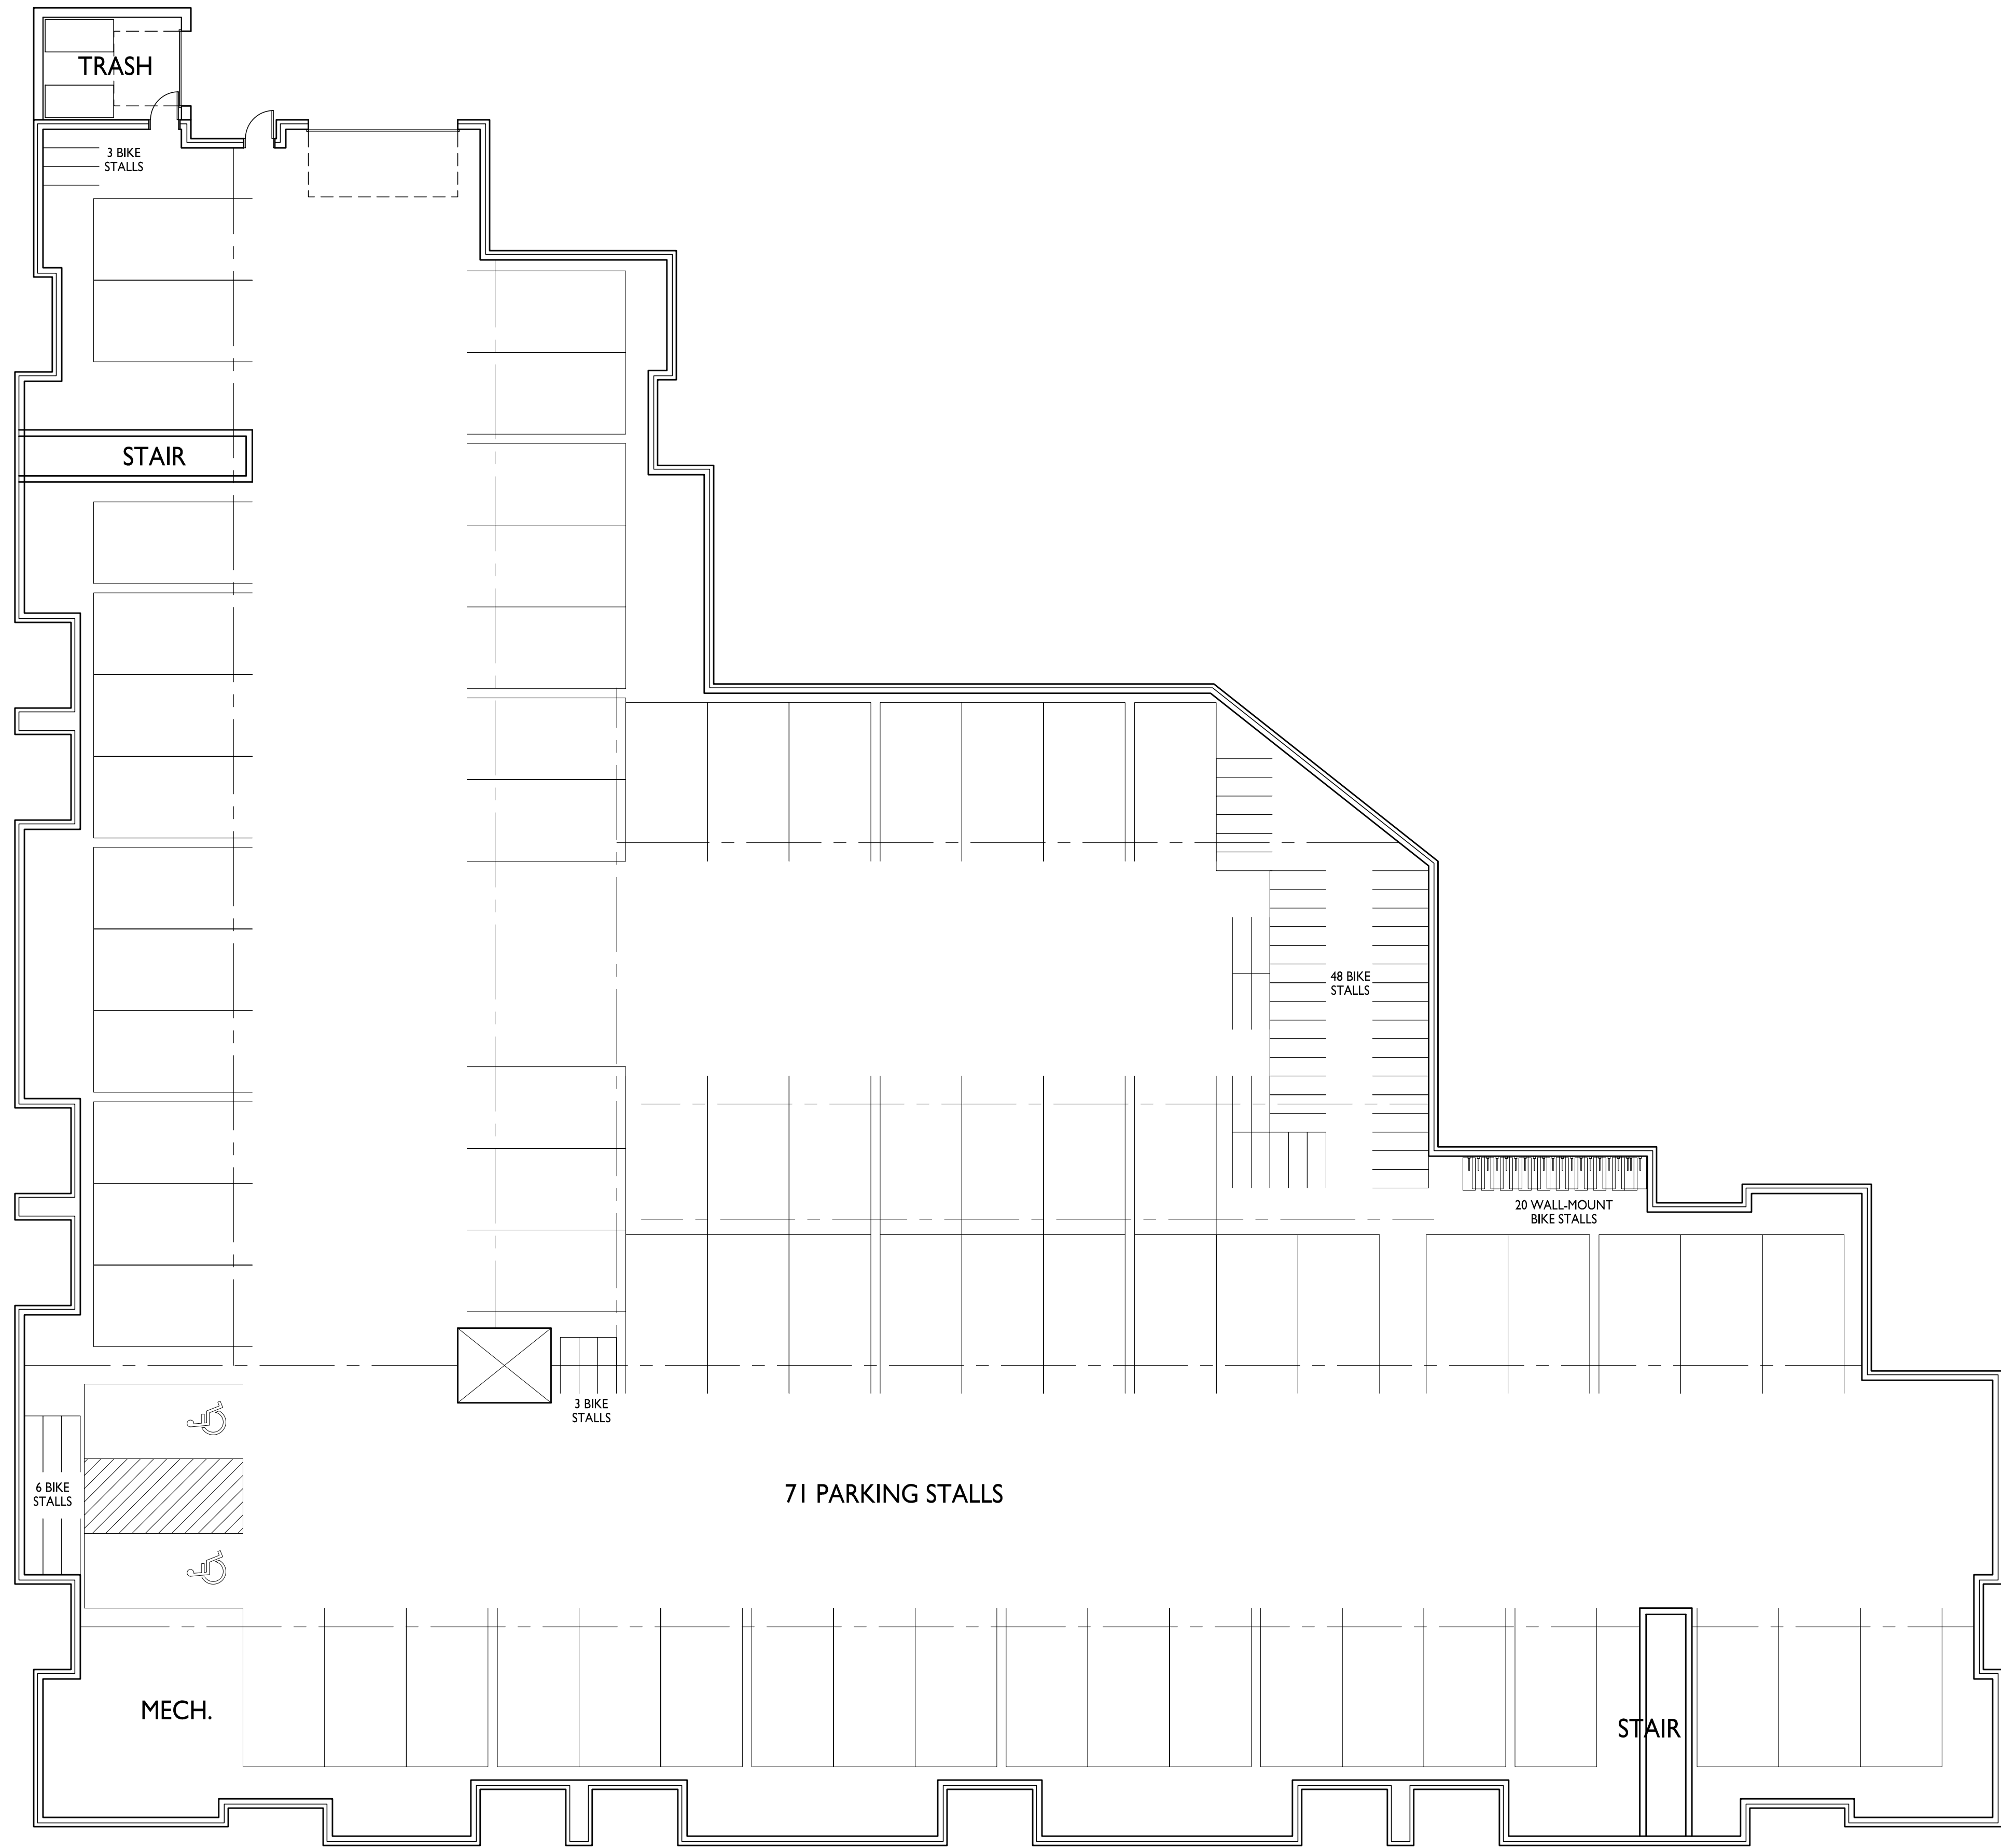 TRASH
3 BIKE
STALLS
STAIR
48 BIKE
STALLS
20 WALL-MOUNT
BIKE STALLS
3 BIKE
STALLS
6 BIKE
STALLS
71 PARKING STALLS
MECH.
STAIR